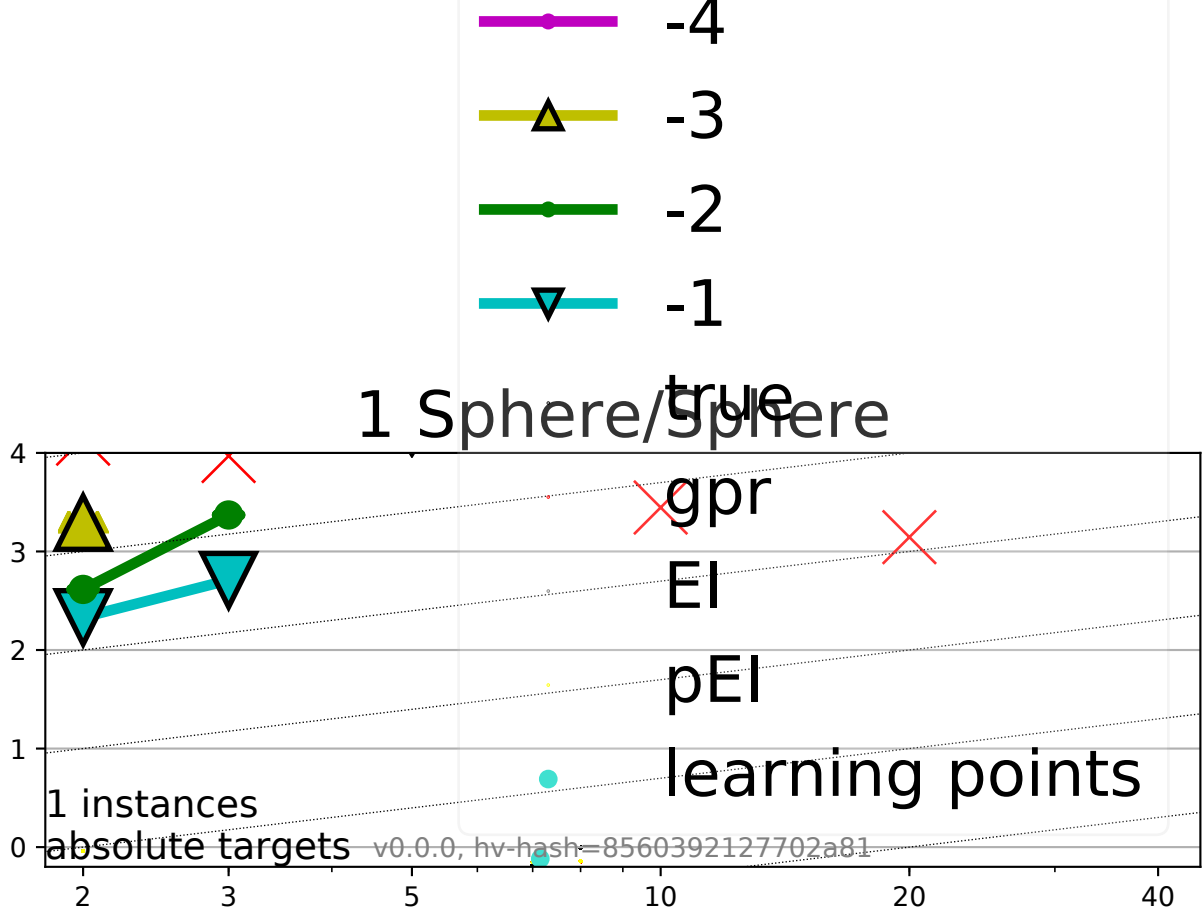 -4
-3
-2
-1
true
1 Sphere/Sphere
4
gpr
3
EI
2
pEI
1
learning points
1 instances
0
absolute targets
v0.0.0, hv-hash=8560392127702a81
2 3 5 10 20 40